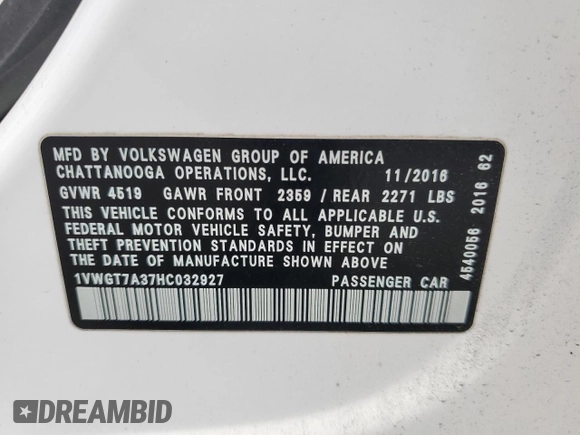 MFD BY VOLKSWAGEN GROUP OF AMERICA
CHATTANOOGA OPERATIONS, LLC. 11/2016
GVWR 4519 GAWR FRONT 2359 / REAR 2271 LBS
THIS VEHICLE CONFORMS TO ALL APPLICABLE U.S.
FEDERAL MOTOR VEHICLE SAFETY, BUMPER AND
THEFT PREVENTION STANDARDS IN EFFECT ON
THE DATE OF MANUFACTURE SHOWN ABOVE.
1VWGT7A37HC032927 PASSENGER CAR
4540056 2016 62
DREAMBID